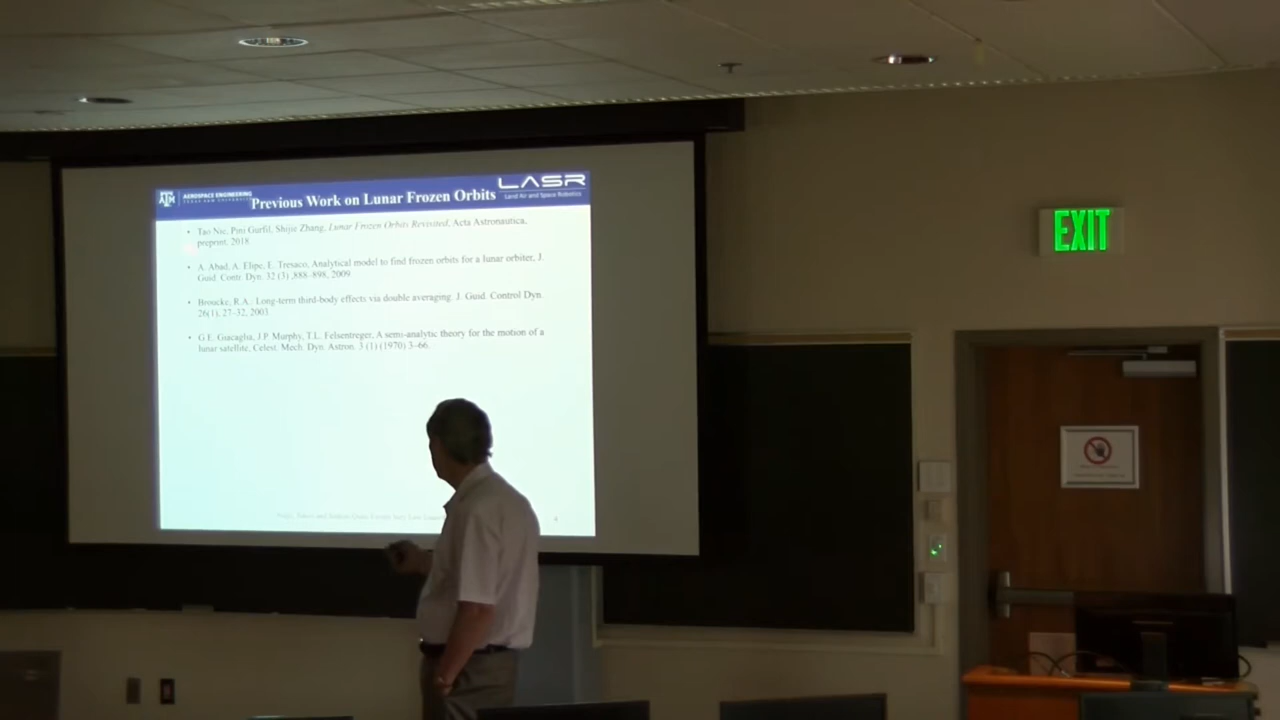 AEROSPACE ENGINEERING
TEXAS A&M UNIVERSITY
Previous Work on Lunar Frozen Orbits
LASR
Land Air and Space Robotics
• Tao Nie, Pini Gurfil, Shijie Zhang, Lunar Frozen Orbits Revisited, Acta Astronautica,
preprint, 2018
• A. Abad, A. Elipe, E. Tresaco, Analytical model to find frozen orbits for a lunar orbiter, J.
Guid. Contr. Dyn. 32 (3) ,888–898, 2009
• Broucke, R.A.: Long-term third-body effects via double averaging. J. Guid. Control Dyn.
26(1), 27–32, 2003
• G.E. Giacaglia, J.P. Murphy, T.L. Felsentreger, A semi-analytic theory for the motion of a
lunar satellite, Celest. Mech. Dyn. Astron. 3 (1) (1970) 3–66.
EXIT